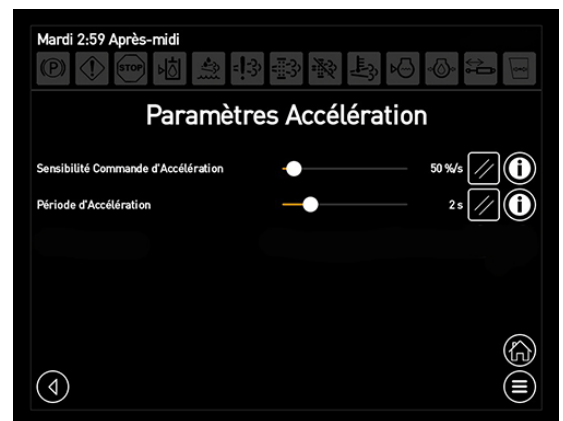 Mardi 2:59 Après-midi
(P) STOP
Paramètres Accélération
Sensibilité Commande d'Accélération 50 %/s
Période d'Accélération 2 s